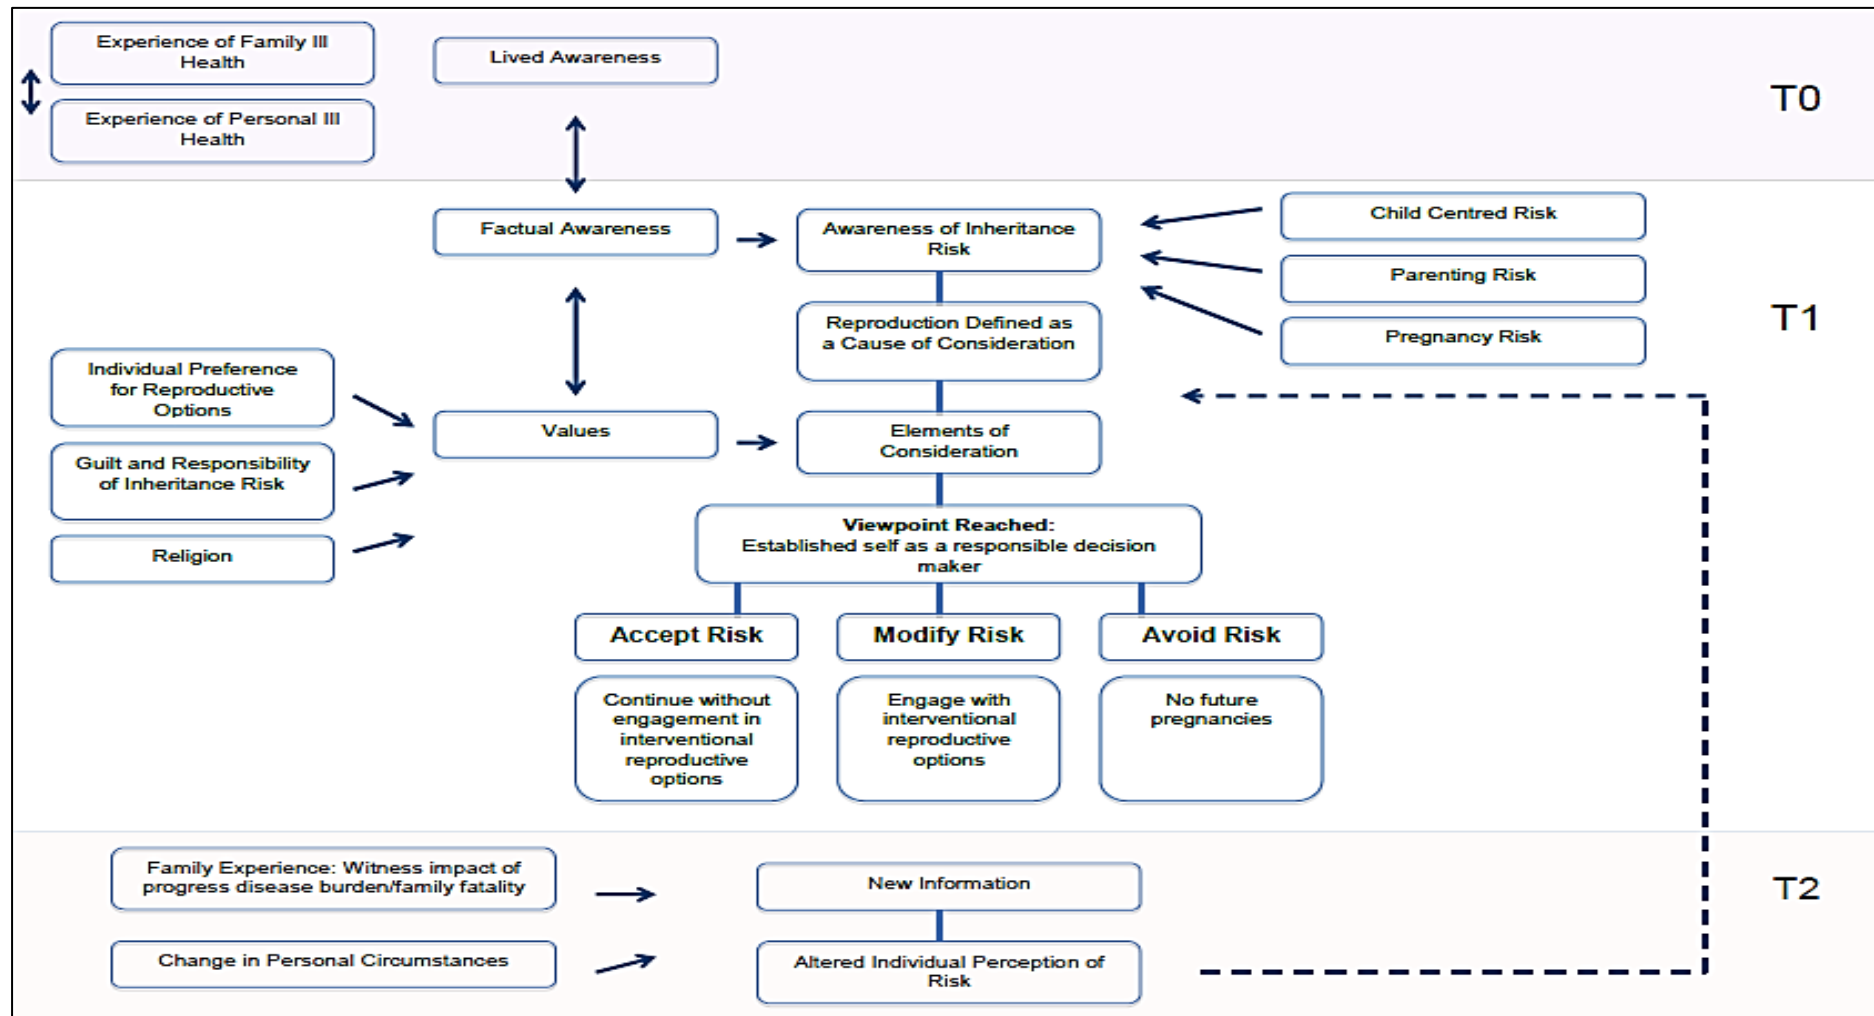 Experience of Family Ill
Health
Lived Awareness
Experience of Personal Ill
Health
T0
Factual Awareness
Awareness of Inheritance
Risk
Child Centred Risk
Parenting Risk
Pregnancy Risk
T1
Reproduction Defined as
a Cause of Consideration
Individual Preference
for Reproductive
Options
Values
Elements of
Consideration
Guilt and Responsibility
of Inheritance Risk
Religion
Viewpoint Reached:
Established self as a responsible decision
maker
Accept Risk
Modify Risk
Avoid Risk
Continue without
engagement in
interventional
reproductive
options
Engage with
interventional
reproductive
options
No future
pregnancies
Family Experience: Witness impact of
progress disease burden/family fatality
New Information
T2
Change in Personal Circumstances
Altered Individual Perception of
Risk